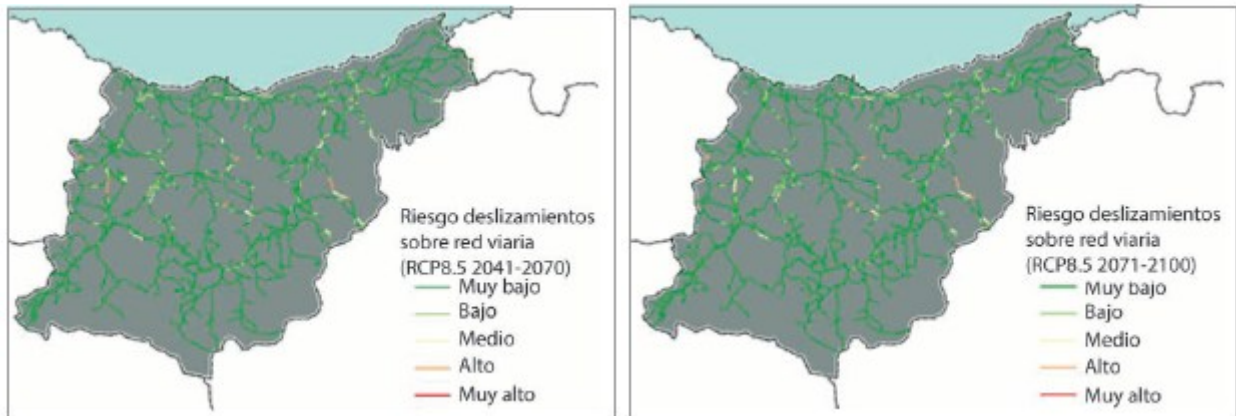 Riesgo deslizamientos
sobre red viaria
(RCP8.5 2041-2070)
Muy bajo
Bajo
Medio
Alto
Muy alto
Riesgo deslizamientos
sobre red viaria
(RCP8.5 2071-2100)
Muy bajo
Bajo
Medio
Alto
Muy alto